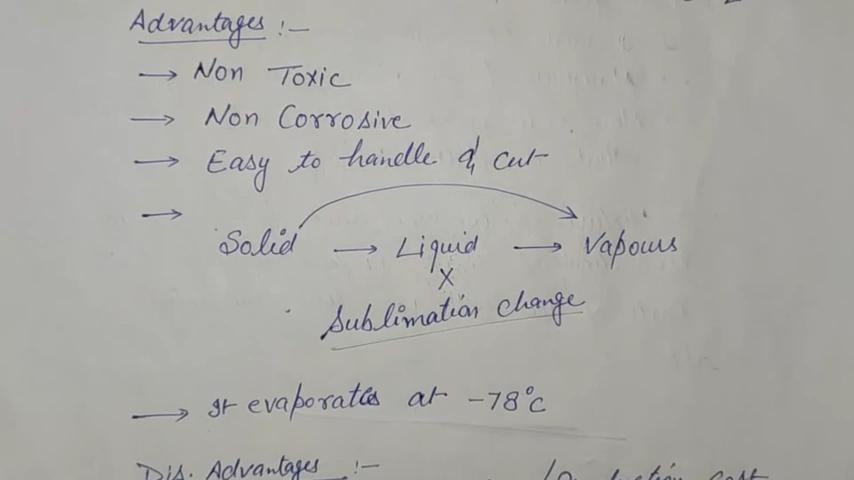 Advantages :-
→ Non Toxic
→ Non Corrosive
→ Easy to handle & cut
→
Solid → Liquid → Vapours
X
Sublimation change
→ It evaporates at -78°C
Dis. Advantages :-
cost